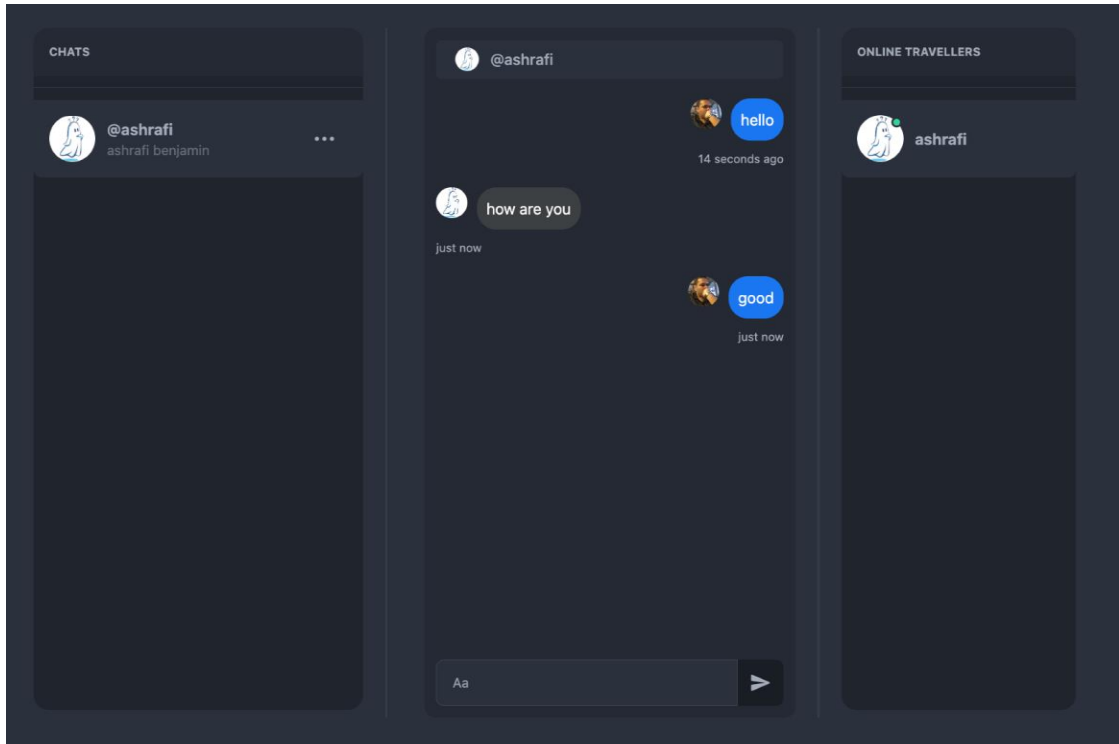 CHATS
@ashrafi
ashrafi benjamin
@ashrafi
hello
14 seconds ago
how are you
just now
good
just now
Aa
ONLINE TRAVELLERS
ashrafi